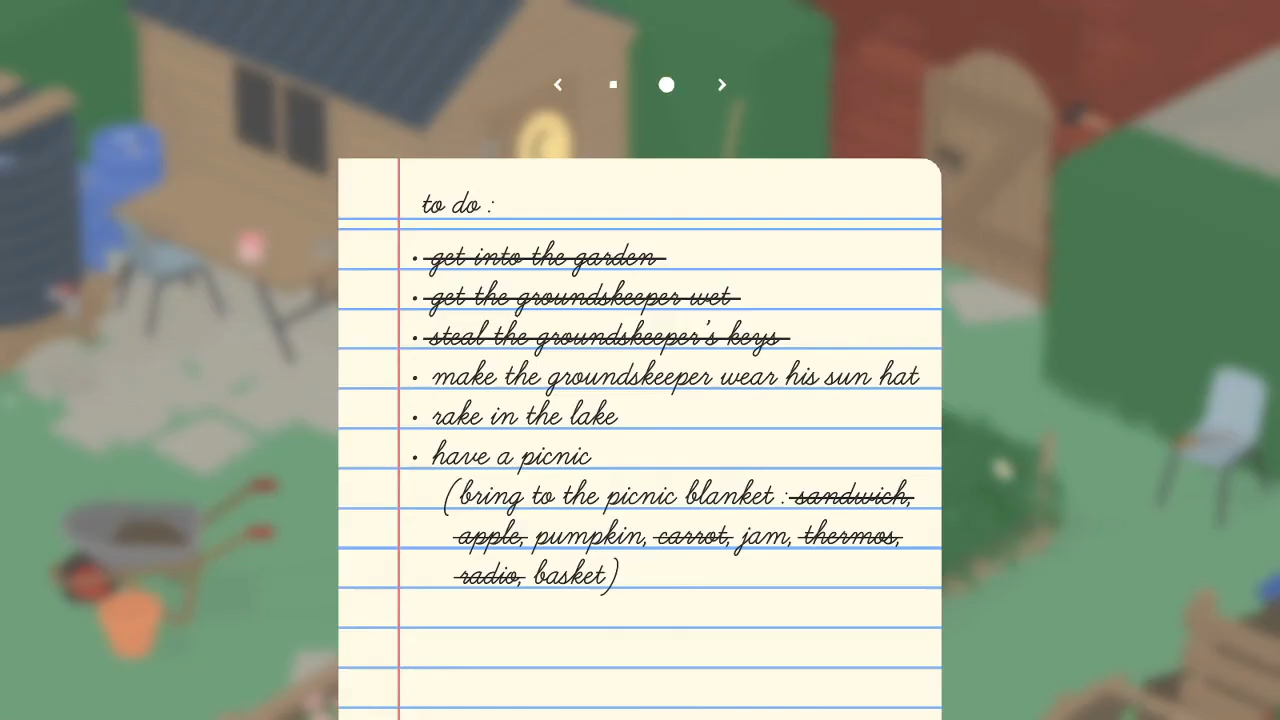 to do :
• get into the garden
• get the groundskeeper wet
• steal the groundskeeper's keys
• make the groundskeeper wear his sun hat
• rake in the lake
• have a picnic
(bring to the picnic blanket : sandwich,
apple, pumpkin, carrot, jam, thermos,
radio, basket)